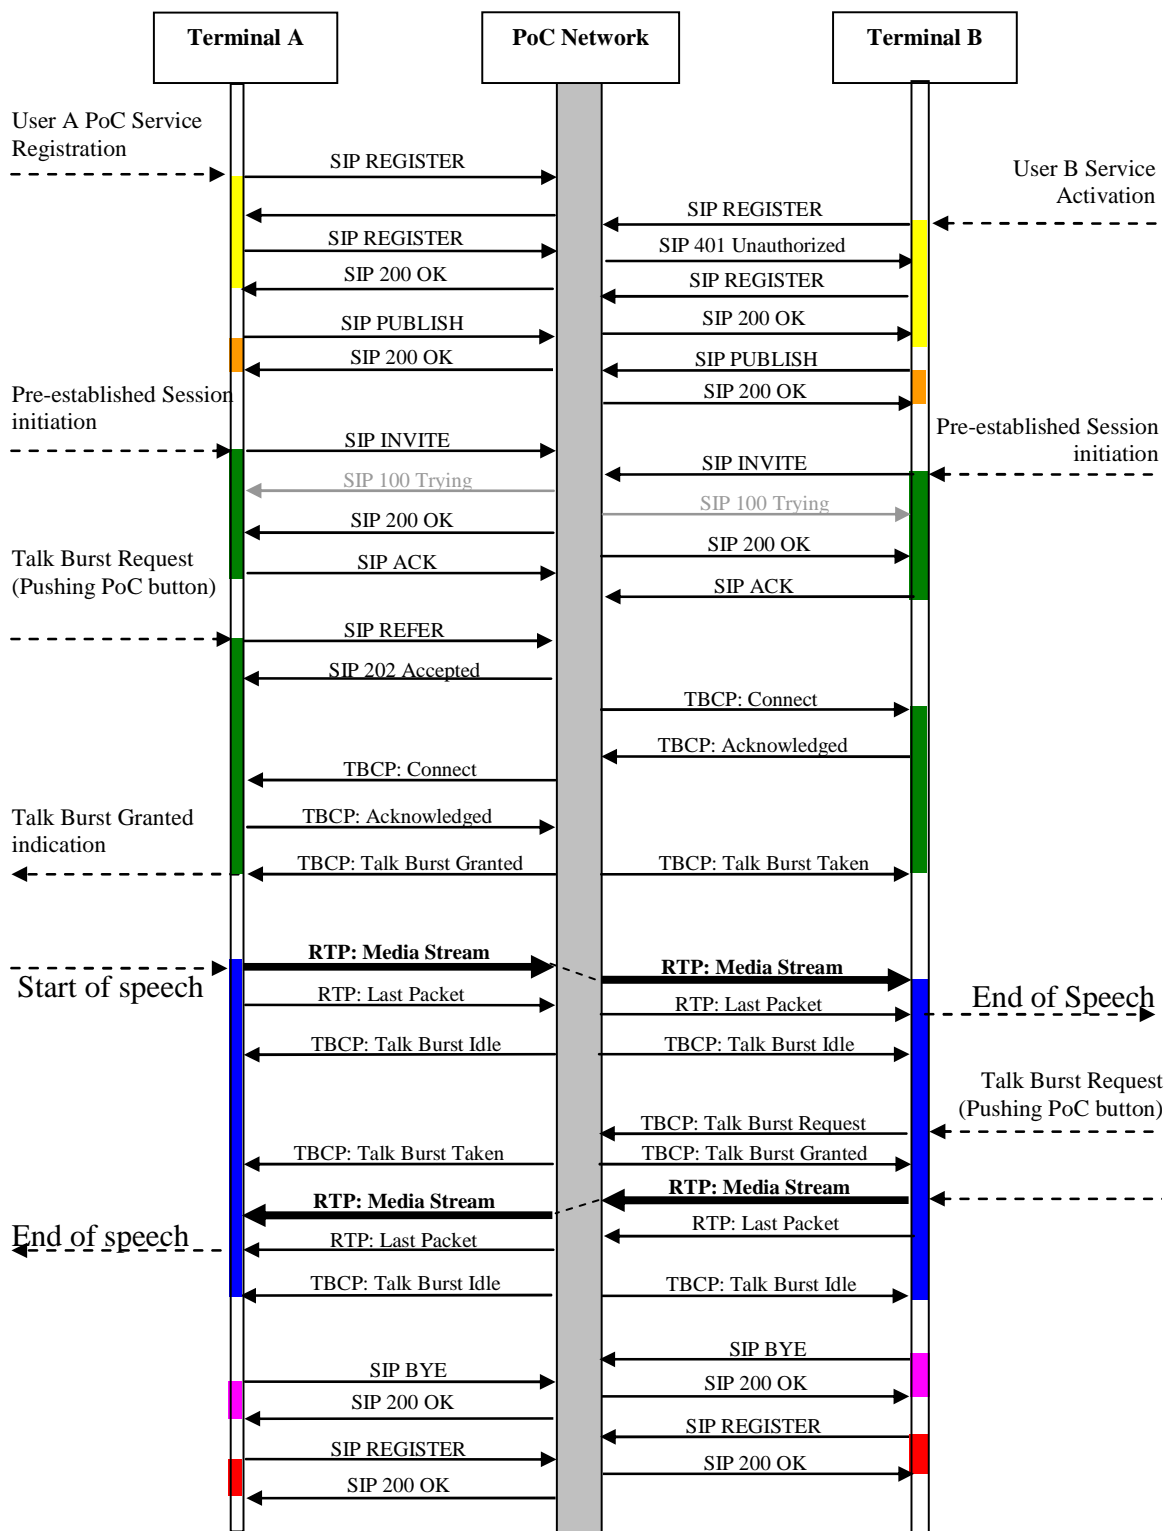 Terminal A
PoC Network
Terminal B
User A PoC Service
Registration
SIP REGISTER
User B Service
Activation
SIP REGISTER
SIP REGISTER
SIP 401 Unauthorized
SIP 200 OK
SIP REGISTER
SIP PUBLISH
SIP 200 OK
SIP 200 OK
SIP PUBLISH
Pre-established Session
initiation
SIP 200 OK
SIP INVITE
Pre-established Session
initiation
SIP INVITE
SIP 100 Trying
SIP 100 Trying
SIP 200 OK
SIP 200 OK
Talk Burst Request
(Pushing PoC button)
SIP ACK
SIP ACK
SIP REFER
SIP 202 Accepted
TBCP: Connect
TBCP: Acknowledged
TBCP: Connect
Talk Burst Granted
indication
TBCP: Acknowledged
TBCP: Talk Burst Granted
TBCP: Talk Burst Taken
RTP: Media Stream
RTP: Media Stream
Start of speech
RTP: Last Packet
RTP: Last Packet
End of Speech
TBCP: Talk Burst Idle
TBCP: Talk Burst Idle
Talk Burst Request
(Pushing PoC button)
TBCP: Talk Burst Request
TBCP: Talk Burst Taken
TBCP: Talk Burst Granted
RTP: Media Stream
RTP: Media Stream
RTP: Last Packet
End of speech
RTP: Last Packet
TBCP: Talk Burst Idle
TBCP: Talk Burst Idle
SIP BYE
SIP BYE
SIP 200 OK
SIP 200 OK
SIP REGISTER
SIP REGISTER
SIP 200 OK
SIP 200 OK